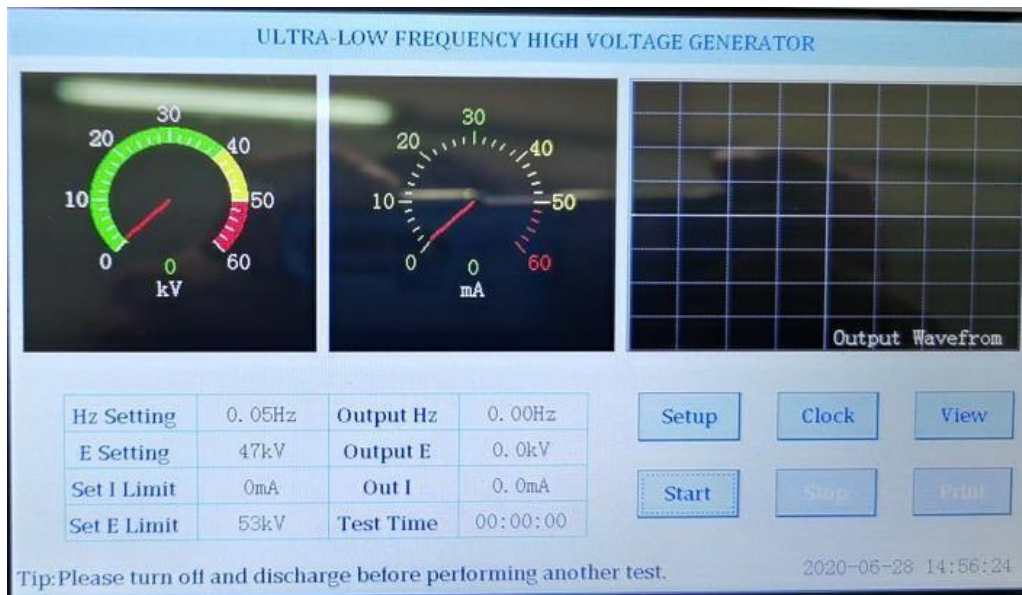 ULTRA-LOW FREQUENCY HIGH VOLTAGE GENERATOR
0 10 20 30 40 50 60
0
kV
0 10 20 30 40 50 60
0
mA
Output Wavefrom
Hz Setting 0.05Hz Output Hz 0.00Hz
E Setting 47kV Output E 0.0kV
Set I Limit 0mA Out I 0.0mA
Set E Limit 53kV Test Time 00:00:00
Setup Clock View
Start Stop Print
Tip:Please turn off and discharge before performing another test.
2020-06-28 14:56:24